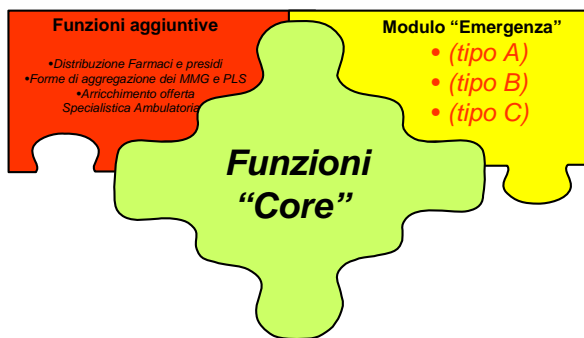 Funzioni aggiuntive
•Distribuzione Farmaci e presidi
•Forme di aggregazione dei MMG e PLS
•Arricchimento offerta
Specialistica Ambulatoria
Modulo “Emergenza”
• (tipo A)
• (tipo B)
• (tipo C)
Funzioni
“Core”